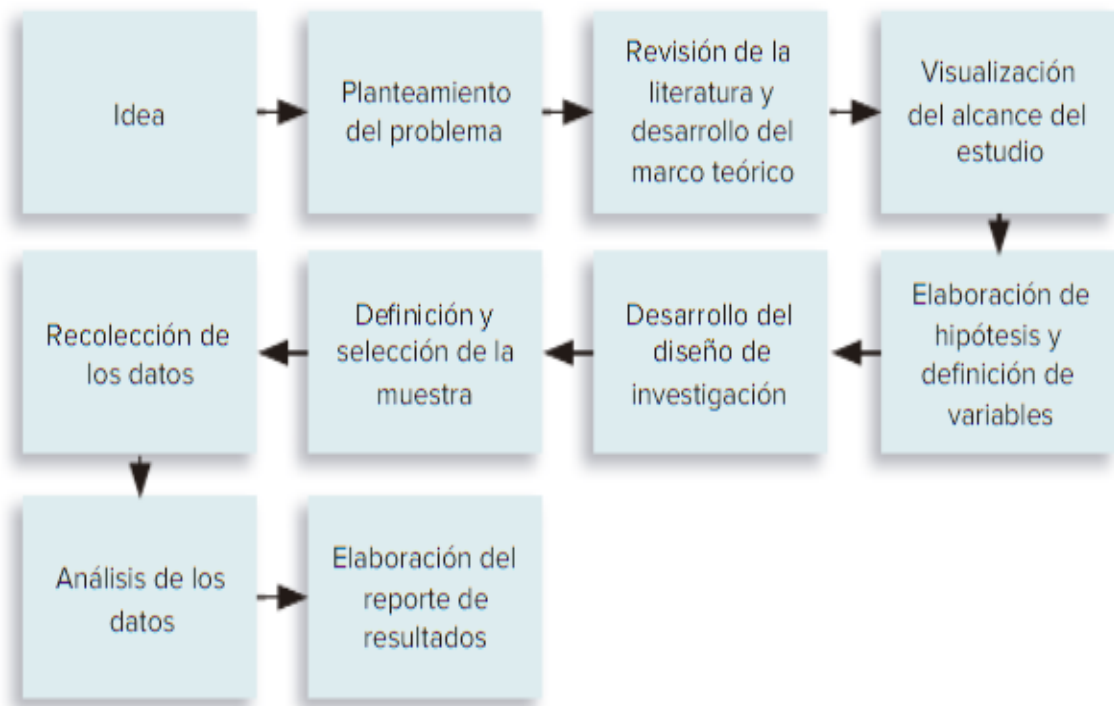 Idea
Planteamiento
del problema
Revisión de la
literatura y
desarrollo del
marco teórico
Visualización
del alcance del
estudio
Elaboración de
hipótesis y
definición de
variables
Desarrollo del
diseño de
investigación
Definición y
selección de la
muestra
Recolección de
los datos
Análisis de los
datos
Elaboración del
reporte de
resultados